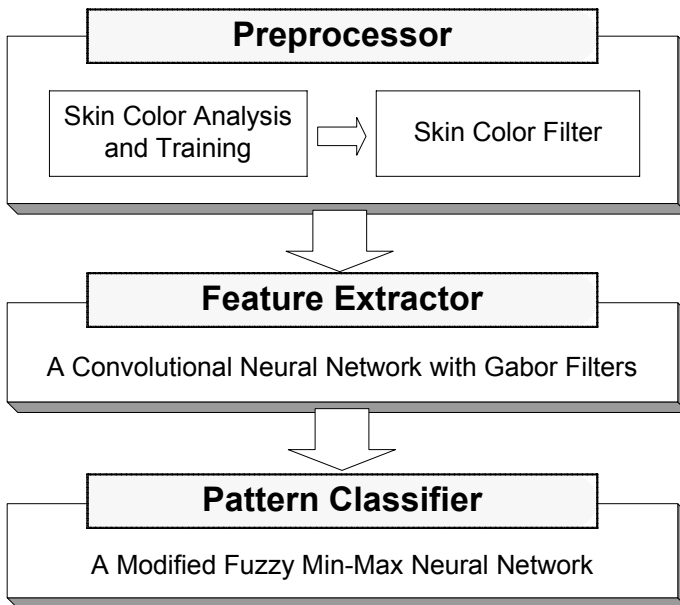 Preprocessor
Skin Color Analysis
and Training
Skin Color Filter
Feature Extractor
A Convolutional Neural Network with Gabor Filters
Pattern Classifier
A Modified Fuzzy Min-Max Neural Network